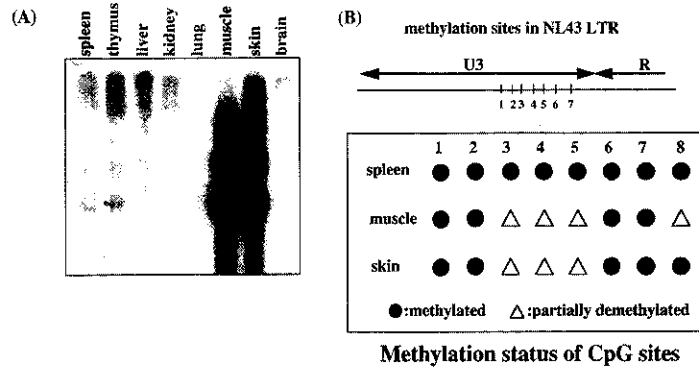 (A)
spleen
thymus
liver
kidney
lung
muscle
skin
brain
(B)
methylation sites in NL43 LTR
U3 R
1 2 3 4 5 6 7
1 2 3 4 5 6 7 8
spleen
muscle
skin
:methylated :partially demethylated
Methylation status of CpG sites